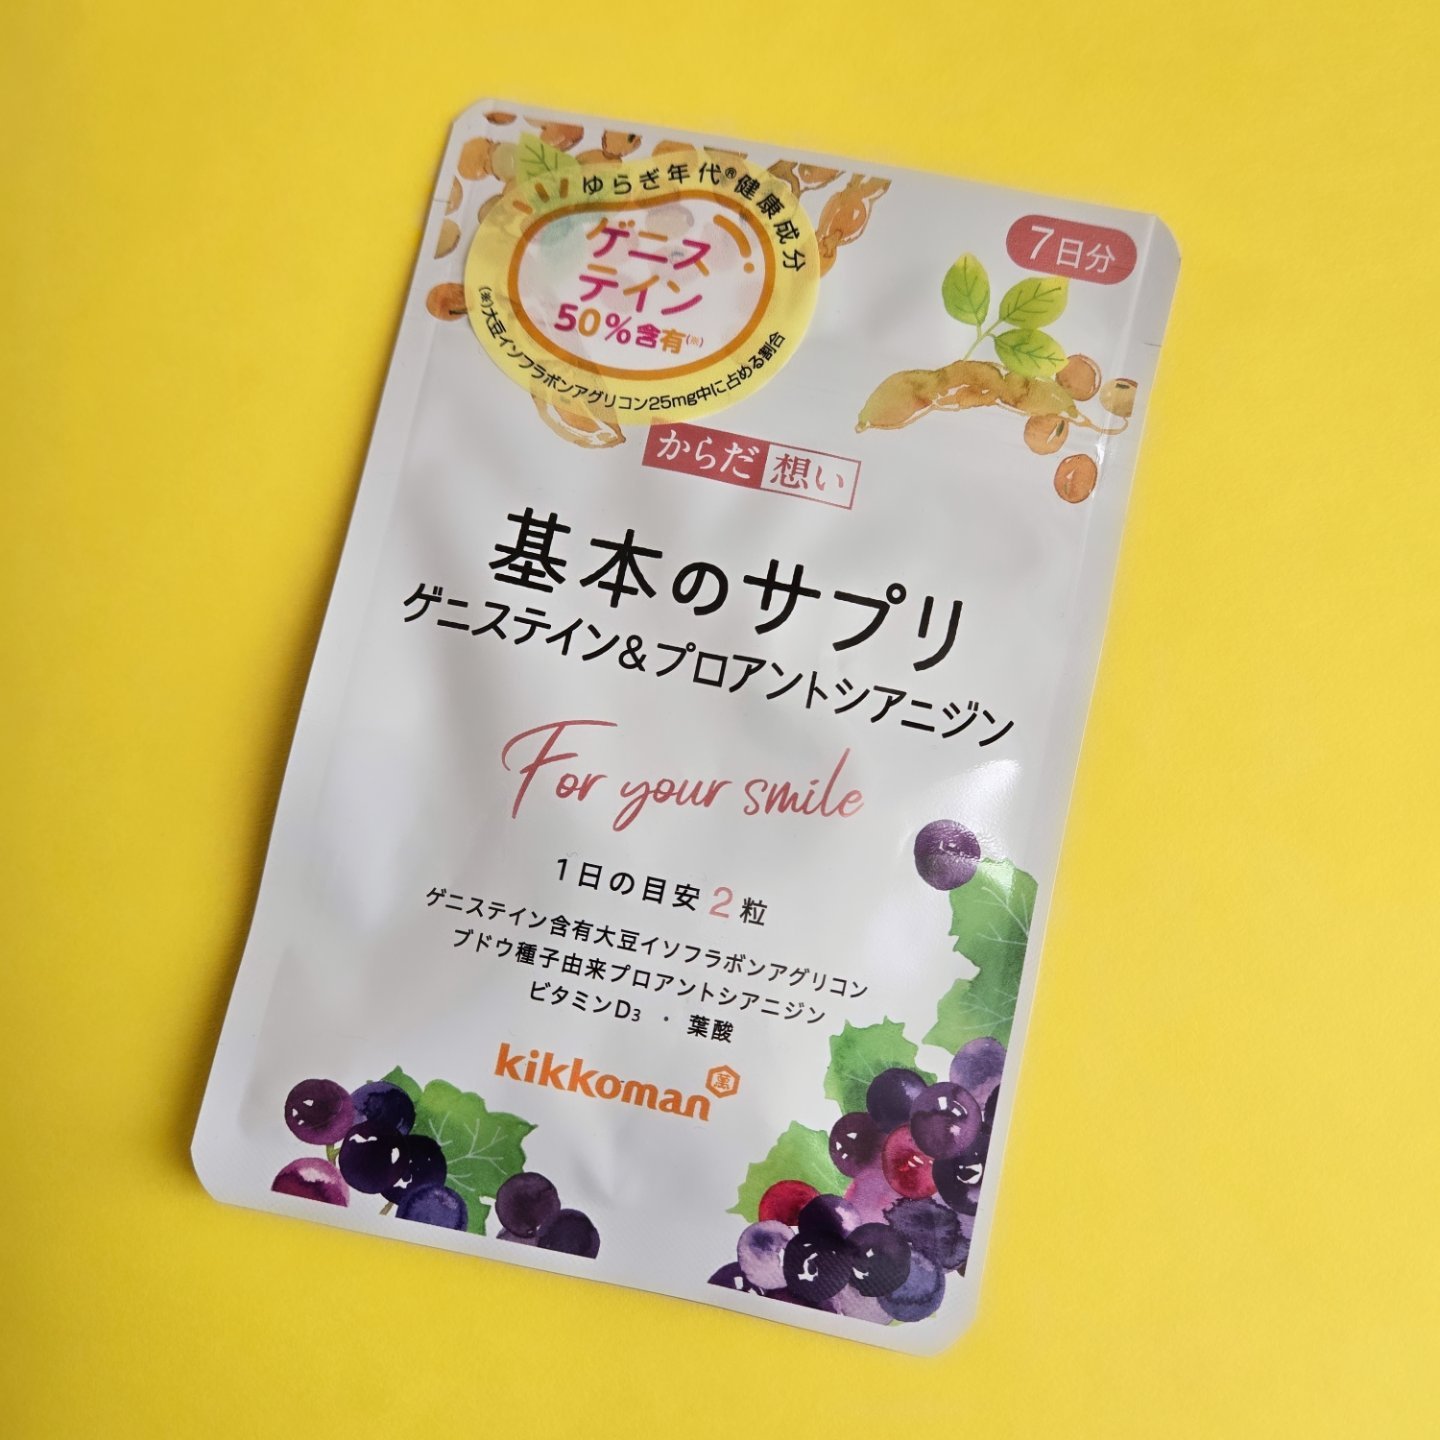 ゆらぎ年代®健康成分
ゲニス
テイン
50%含有(※)
(※)大豆イソフラボンアグリコン25mg中に占める割合
7日分
からだ想い
基本のサプリ
ゲニステイン&プロアントシアニジン
For your smile
1日の目安2粒
ゲニステイン含有大豆イソフラボンアグリコン
ブドウ種子由来プロアントシアニジン
ビタミンD3・葉酸
kikkoman
萬